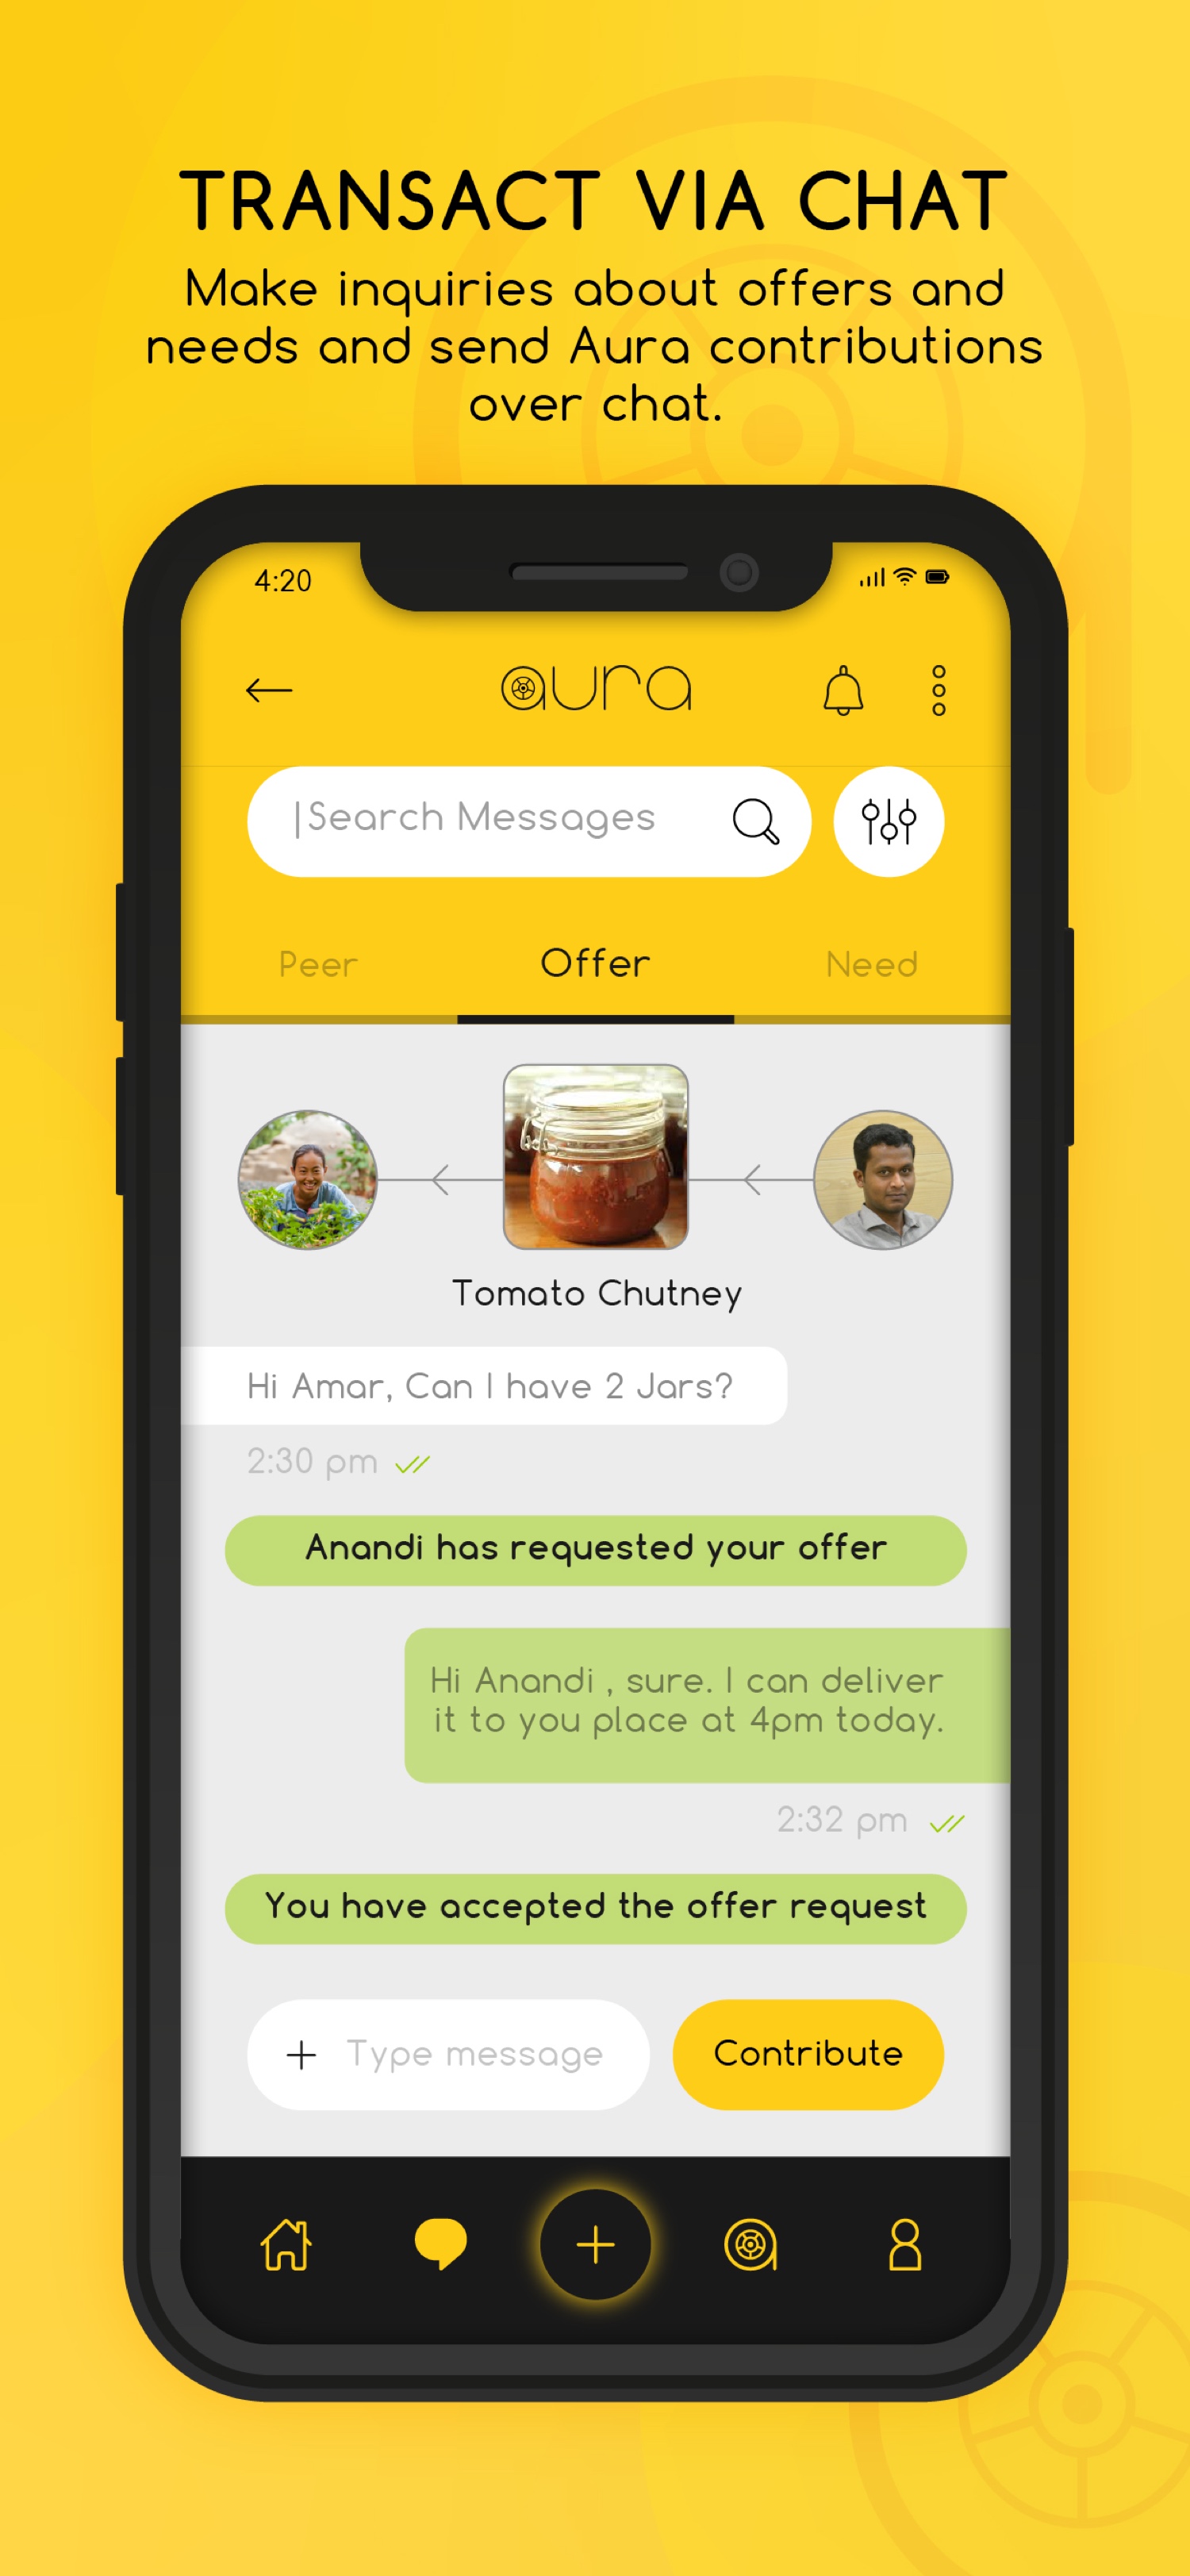 TRANSACT VIA CHAT
Make inquiries about offers and
needs and send Aura contributions
over chat.
4:20
aura
Search Messages
Peer
Offer
Need
Tomato Chutney
Hi Amar, Can I have 2 Jars?
2:30 pm
Anandi has requested your offer
Hi Anandi , sure. I can deliver
it to you place at 4pm today.
2:32 pm
You have accepted the offer request
Type message
Contribute